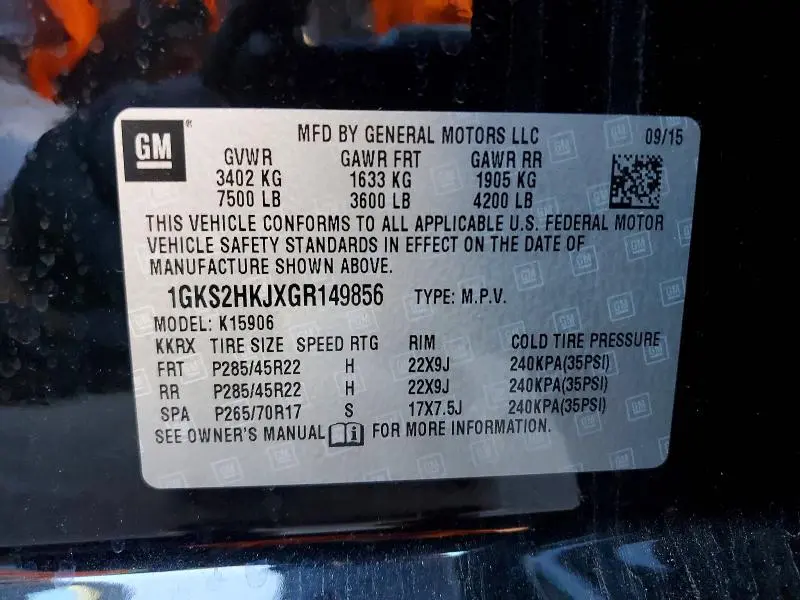 GM® MFD BY GENERAL MOTORS LLC 09/15
GVWR GAWR FRT GAWR RR
3402 KG 1633 KG 1905 KG
7500 LB 3600 LB 4200 LB
THIS VEHICLE CONFORMS TO ALL APPLICABLE U.S. FEDERAL MOTOR
VEHICLE SAFETY STANDARDS IN EFFECT ON THE DATE OF
MANUFACTURE SHOWN ABOVE.
1GKS2HKJXGR149856 TYPE: M.P.V.
MODEL: K15906
KKRX TIRE SIZE SPEED RTG RIM COLD TIRE PRESSURE
FRT P285/45R22 H 22X9J 240KPA(35PSI)
RR P285/45R22 H 22X9J 240KPA(35PSI)
SPA P265/70R17 S 17X7.5J 240KPA(35PSI)
SEE OWNER'S MANUAL i FOR MORE INFORMATION.